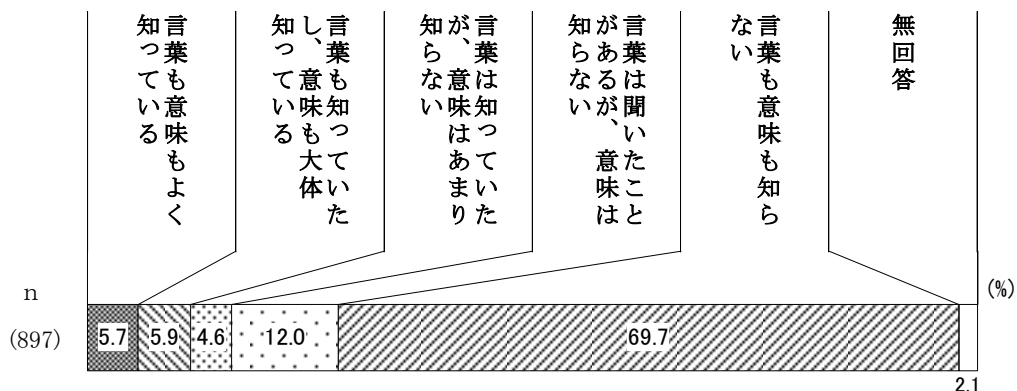 言葉も意味もよく
知っている
言葉も知っていた
し、意味も大体
知っている
言葉は知っていた
が、意味はあまり
知らない
言葉は聞いたこと
があるが、意味は
知らない
言葉も意味も知ら
ない
無回答
n
(897)
5.7
5.9
4.6
12.0
69.7
2.1
(%)